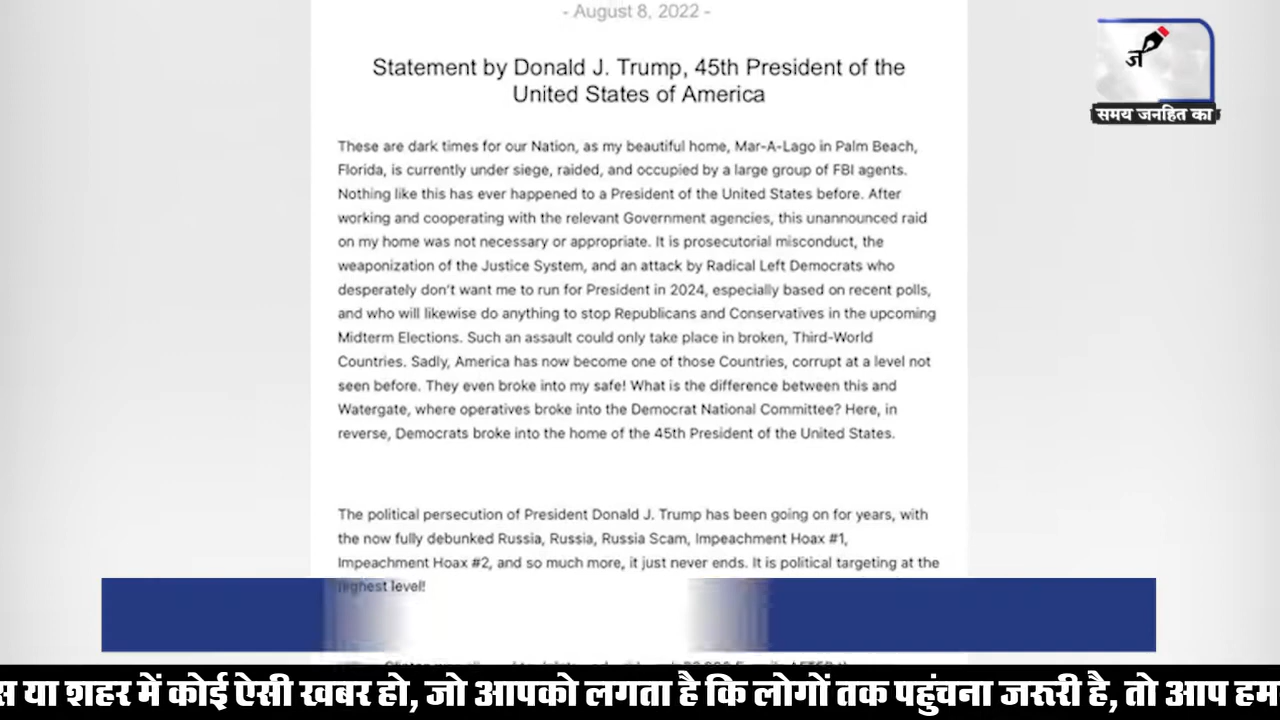 - August 8, 2022 -
Statement by Donald J. Trump, 45th President of the
United States of America
ज
समय जनहित का
These are dark times for our Nation, as my beautiful home, Mar-A-Lago in Palm Beach,
Florida, is currently under siege, raided, and occupied by a large group of FBI agents.
Nothing like this has ever happened to a President of the United States before. After
working and cooperating with the relevant Government agencies, this unannounced raid
on my home was not necessary or appropriate. It is prosecutorial misconduct, the
weaponization of the Justice System, and an attack by Radical Left Democrats who
desperately don't want me to run for President in 2024, especially based on recent polls,
and who will likewise do anything to stop Republicans and Conservatives in the upcoming
Midterm Elections. Such an assault could only take place in broken, Third-World
Countries. Sadly, America has now become one of those Countries, corrupt at a level not
seen before. They even broke into my safe! What is the difference between this and
Watergate, where operatives broke into the Democrat National Committee? Here, in
reverse, Democrats broke into the home of the 45th President of the United States.
The political persecution of President Donald J. Trump has been going on for years, with
the now fully debunked Russia, Russia, Russia Scam, Impeachment Hoax #1,
Impeachment Hoax #2, and so much more, it just never ends. It is political targeting at the
highest level!
या शहर में कोई ऐसी खबर हो, जो आपको लगता है कि लोगों तक पहुंचना जरूरी है, तो आप हम